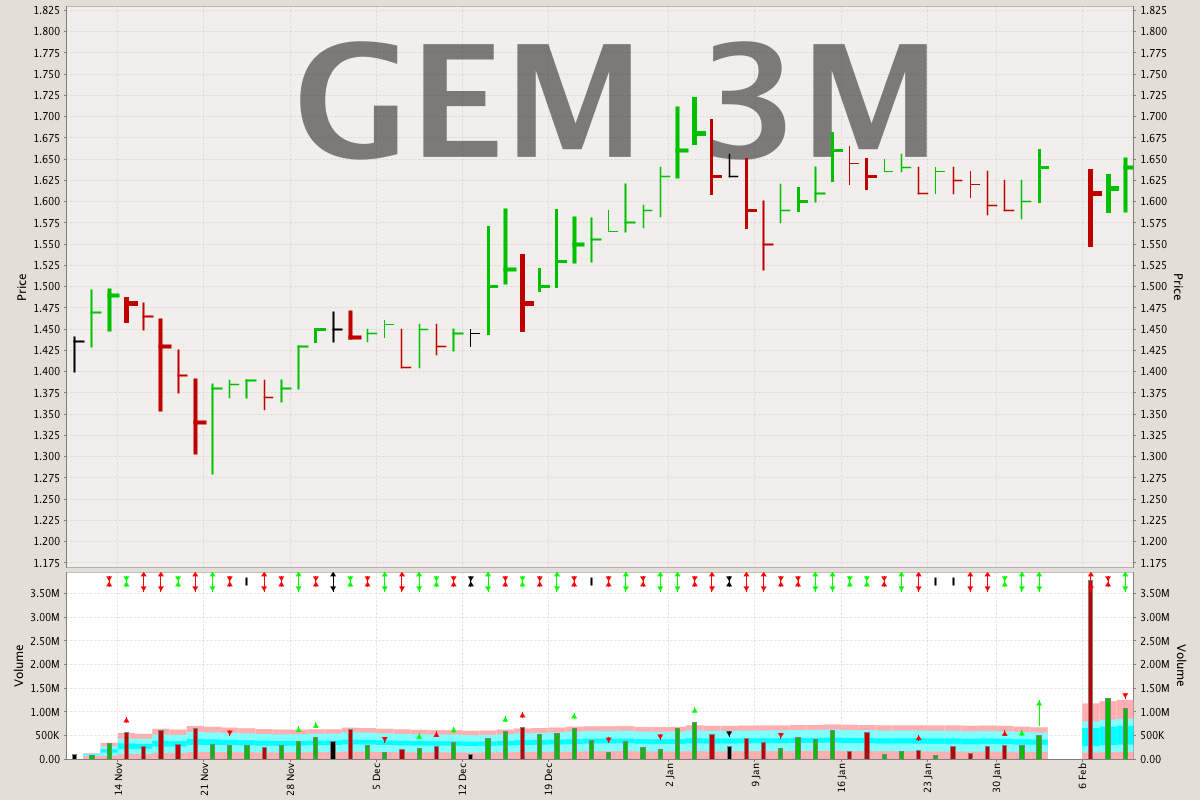 GEM 3M
Price
1.825
1.800
1.775
1.750
1.725
1.700
1.675
1.650
1.625
1.600
1.575
1.550
1.525
1.500
1.475
1.450
1.425
1.400
1.375
1.350
1.325
1.300
1.275
1.250
1.225
1.200
1.175
1.825
1.800
1.775
1.750
1.725
1.700
1.675
1.650
1.625
1.600
1.575
1.550
1.525
1.500
1.475
1.450
1.425
1.400
1.375
1.350
1.325
1.300
1.275
1.250
1.225
1.200
1.175
Price
Volume
3.50M
3.00M
2.50M
2.00M
1.50M
1.00M
500K
0.00
3.50M
3.00M
2.50M
2.00M
1.50M
1.00M
500K
0.00
Volume
14 Nov
21 Nov
28 Nov
5 Dec
12 Dec
19 Dec
2 Jan
9 Jan
16 Jan
23 Jan
30 Jan
6 Feb